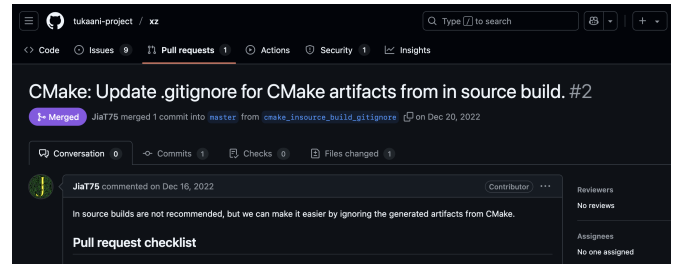 tukaani-project / xz
Type / to search
Code
Issues 9
Pull requests 1
Actions
Security 1
Insights
CMake: Update .gitignore for CMake artifacts from in source build. #2
Merged JiaT75 merged 1 commit into master from cmake_insource_build_gitignore on Dec 20, 2022
Conversation 0
Commits 1
Checks 0
Files changed 1
JiaT75 commented on Dec 16, 2022
Contributor ...
In source builds are not recommended, but we can make it easier by ignoring the generated artifacts from CMake.
Pull request checklist
Reviewers
No reviews
Assignees
No one assigned